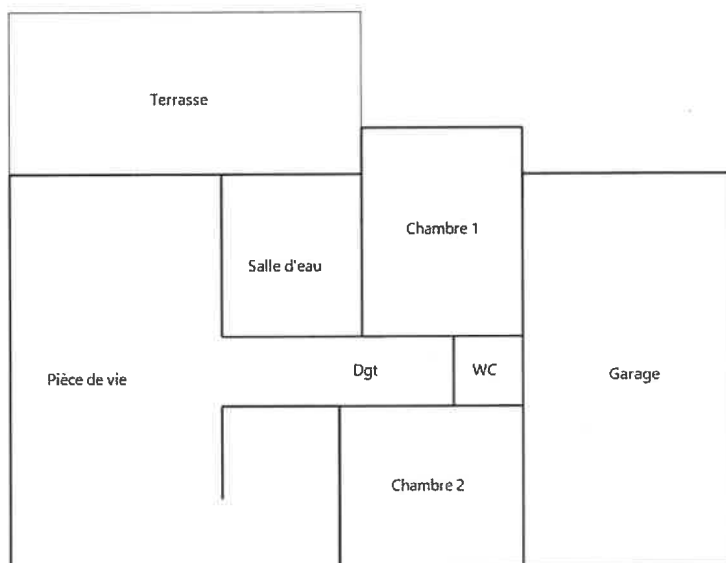 Terrasse
Chambre 1
Salle d'eau
Pièce de vie
Dgt
WC
Garage
Chambre 2